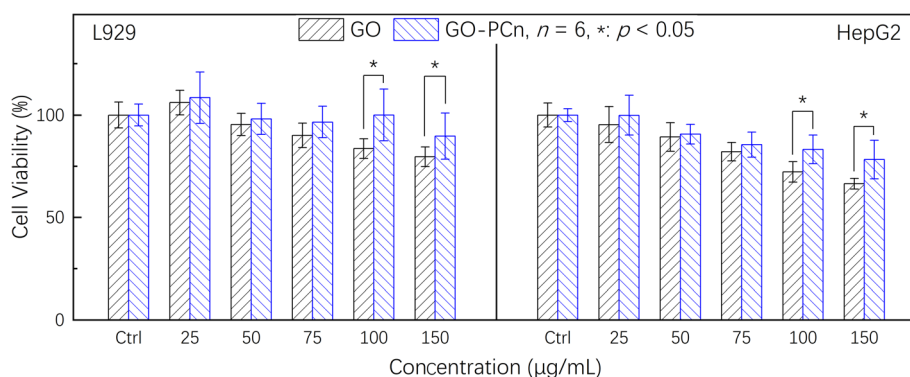 L929
GO
GO-PCn, n = 6, *: p < 0.05
HepG2
Cell Viability (%)
100
50
0
*
*
*
*
Ctrl 25 50 75 100 150
Ctrl 25 50 75 100 150
Concentration (μg/mL)